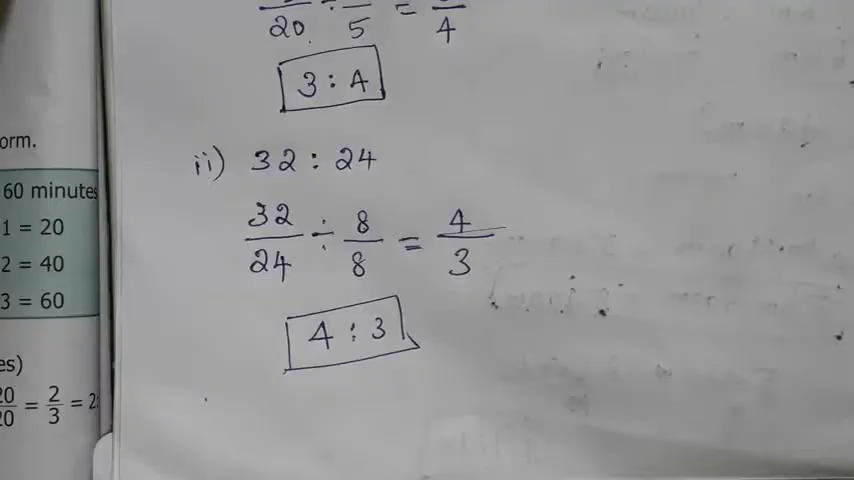 20 ÷ 5 = 4
3 : 4
ii) 32 : 24
32/24 ÷ 8/8 = 4/3
4 : 3
orm.
60 minutes
1 = 20
2 = 40
3 = 60
es)
20/20 = 2/3 = 2